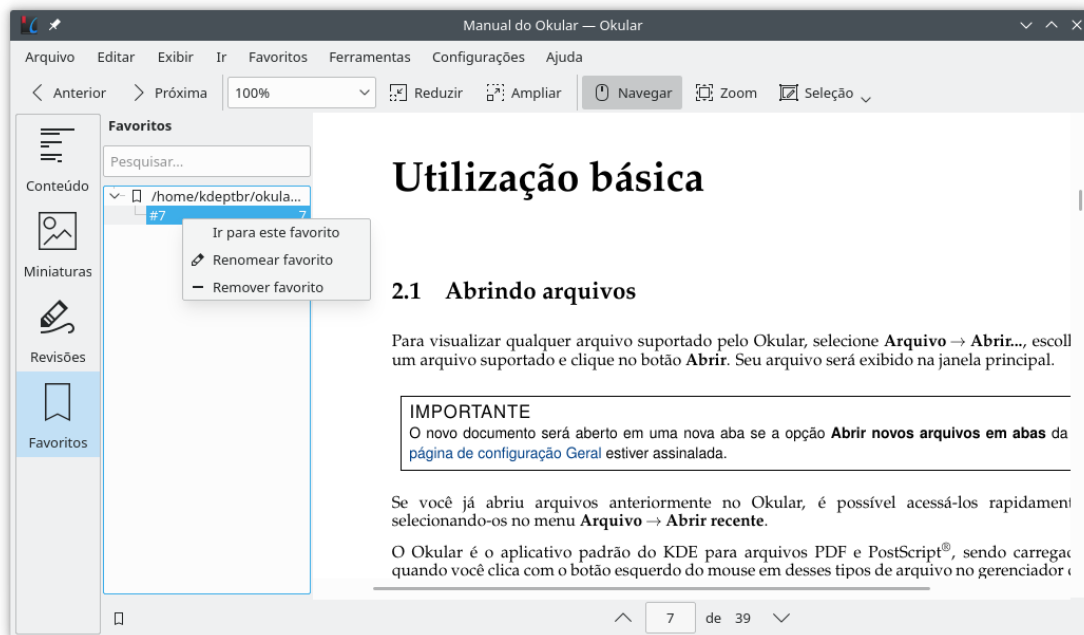 Manual do Okular — Okular
Arquivo Editar Exibir Ir Favoritos Ferramentas Configurações Ajuda
Anterior Próxima 100% Reduzir Ampliar Navegar Zoom Seleção
Conteúdo
Miniaturas
Revisões
Favoritos
Favoritos
Pesquisar...
/home/kdeptbr/okula...
#7 7
Ir para este favorito
Renomear favorito
Remover favorito
Utilização básica
2.1 Abrindo arquivos
Para visualizar qualquer arquivo suportado pelo Okular, selecione Arquivo → Abrir..., escol
um arquivo suportado e clique no botão Abrir. Seu arquivo será exibido na janela principal.
IMPORTANTE
O novo documento será aberto em uma nova aba se a opção Abrir novos arquivos em abas da
página de configuração Geral estiver assinalada.
Se você já abriu arquivos anteriormente no Okular, é possível acessá-los rapidament
selecionando-os no menu Arquivo → Abrir recente.
O Okular é o aplicativo padrão do KDE para arquivos PDF e PostScript®, sendo carregad
quando você clica com o botão esquerdo do mouse em desses tipos de arquivo no gerenciador
7 de 39